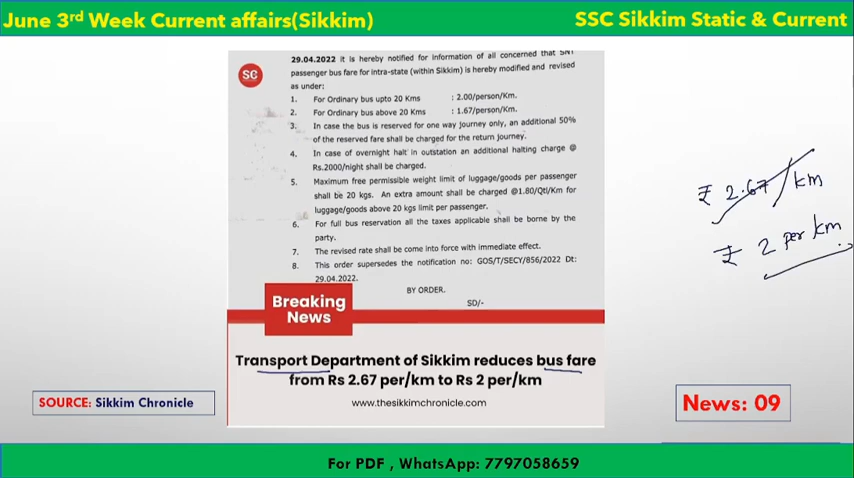 June 3rd Week Current affairs(Sikkim)
SSC Sikkim Static & Current
SC
29.04.2022 it is hereby notified for information of all concerned that SNT
passenger bus fare for intra-state (within Sikkim) is hereby modified and revised
as under:
1. For Ordinary bus upto 20 Kms : 2.00/person/Km.
2. For Ordinary bus above 20 Kms : 1.67/person/Km.
3. In case the bus is reserved for one way journey only, an additional 50%
of the reserved fare shall be charged for the return journey.
4. In case of overnight halt in outstation an additional halting charge @
Rs.2000/night shall be charged.
5. Maximum free permissible weight limit of luggage/goods per passenger
shall be 20 kgs. An extra amount shall be charged @1.80/Qtl/Km for
luggage/goods above 20 kgs limit per passenger.
6. For full bus reservation all the taxes applicable shall be borne by the
party.
7. The revised rate shall be come into force with immediate effect.
8. This order supersedes the notification no: GOS/T/SECY/856/2022 Dt:
29.04.2022.
BY ORDER.
SD/-
Breaking
News
Transport Department of Sikkim reduces bus fare
from Rs 2.67 per/km to Rs 2 per/km
www.thesikkimchronicle.com
₹ 2.67/km
₹ 2 per km
SOURCE: Sikkim Chronicle
News: 09
For PDF , WhatsApp: 7797058659